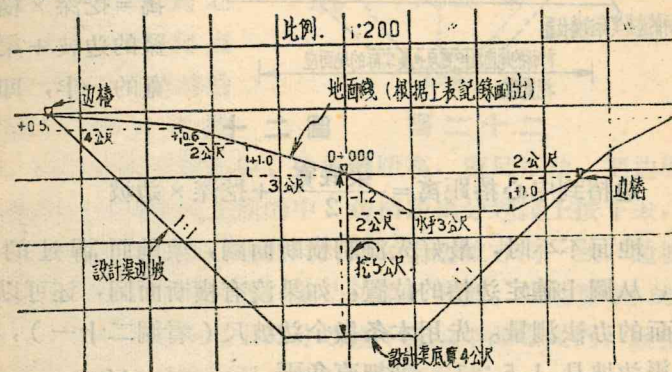 比例. 1:200
边樁
地面线 (根据上表記錄画出)
+0.5
4公尺
+0.6
2公尺
+1.0
3公尺
0+000
-1.2
2公尺
水平3公尺
2公尺
+1.0
边樁
設計渠边坡
1:1
挖5公尺
設計渠底寬4公尺